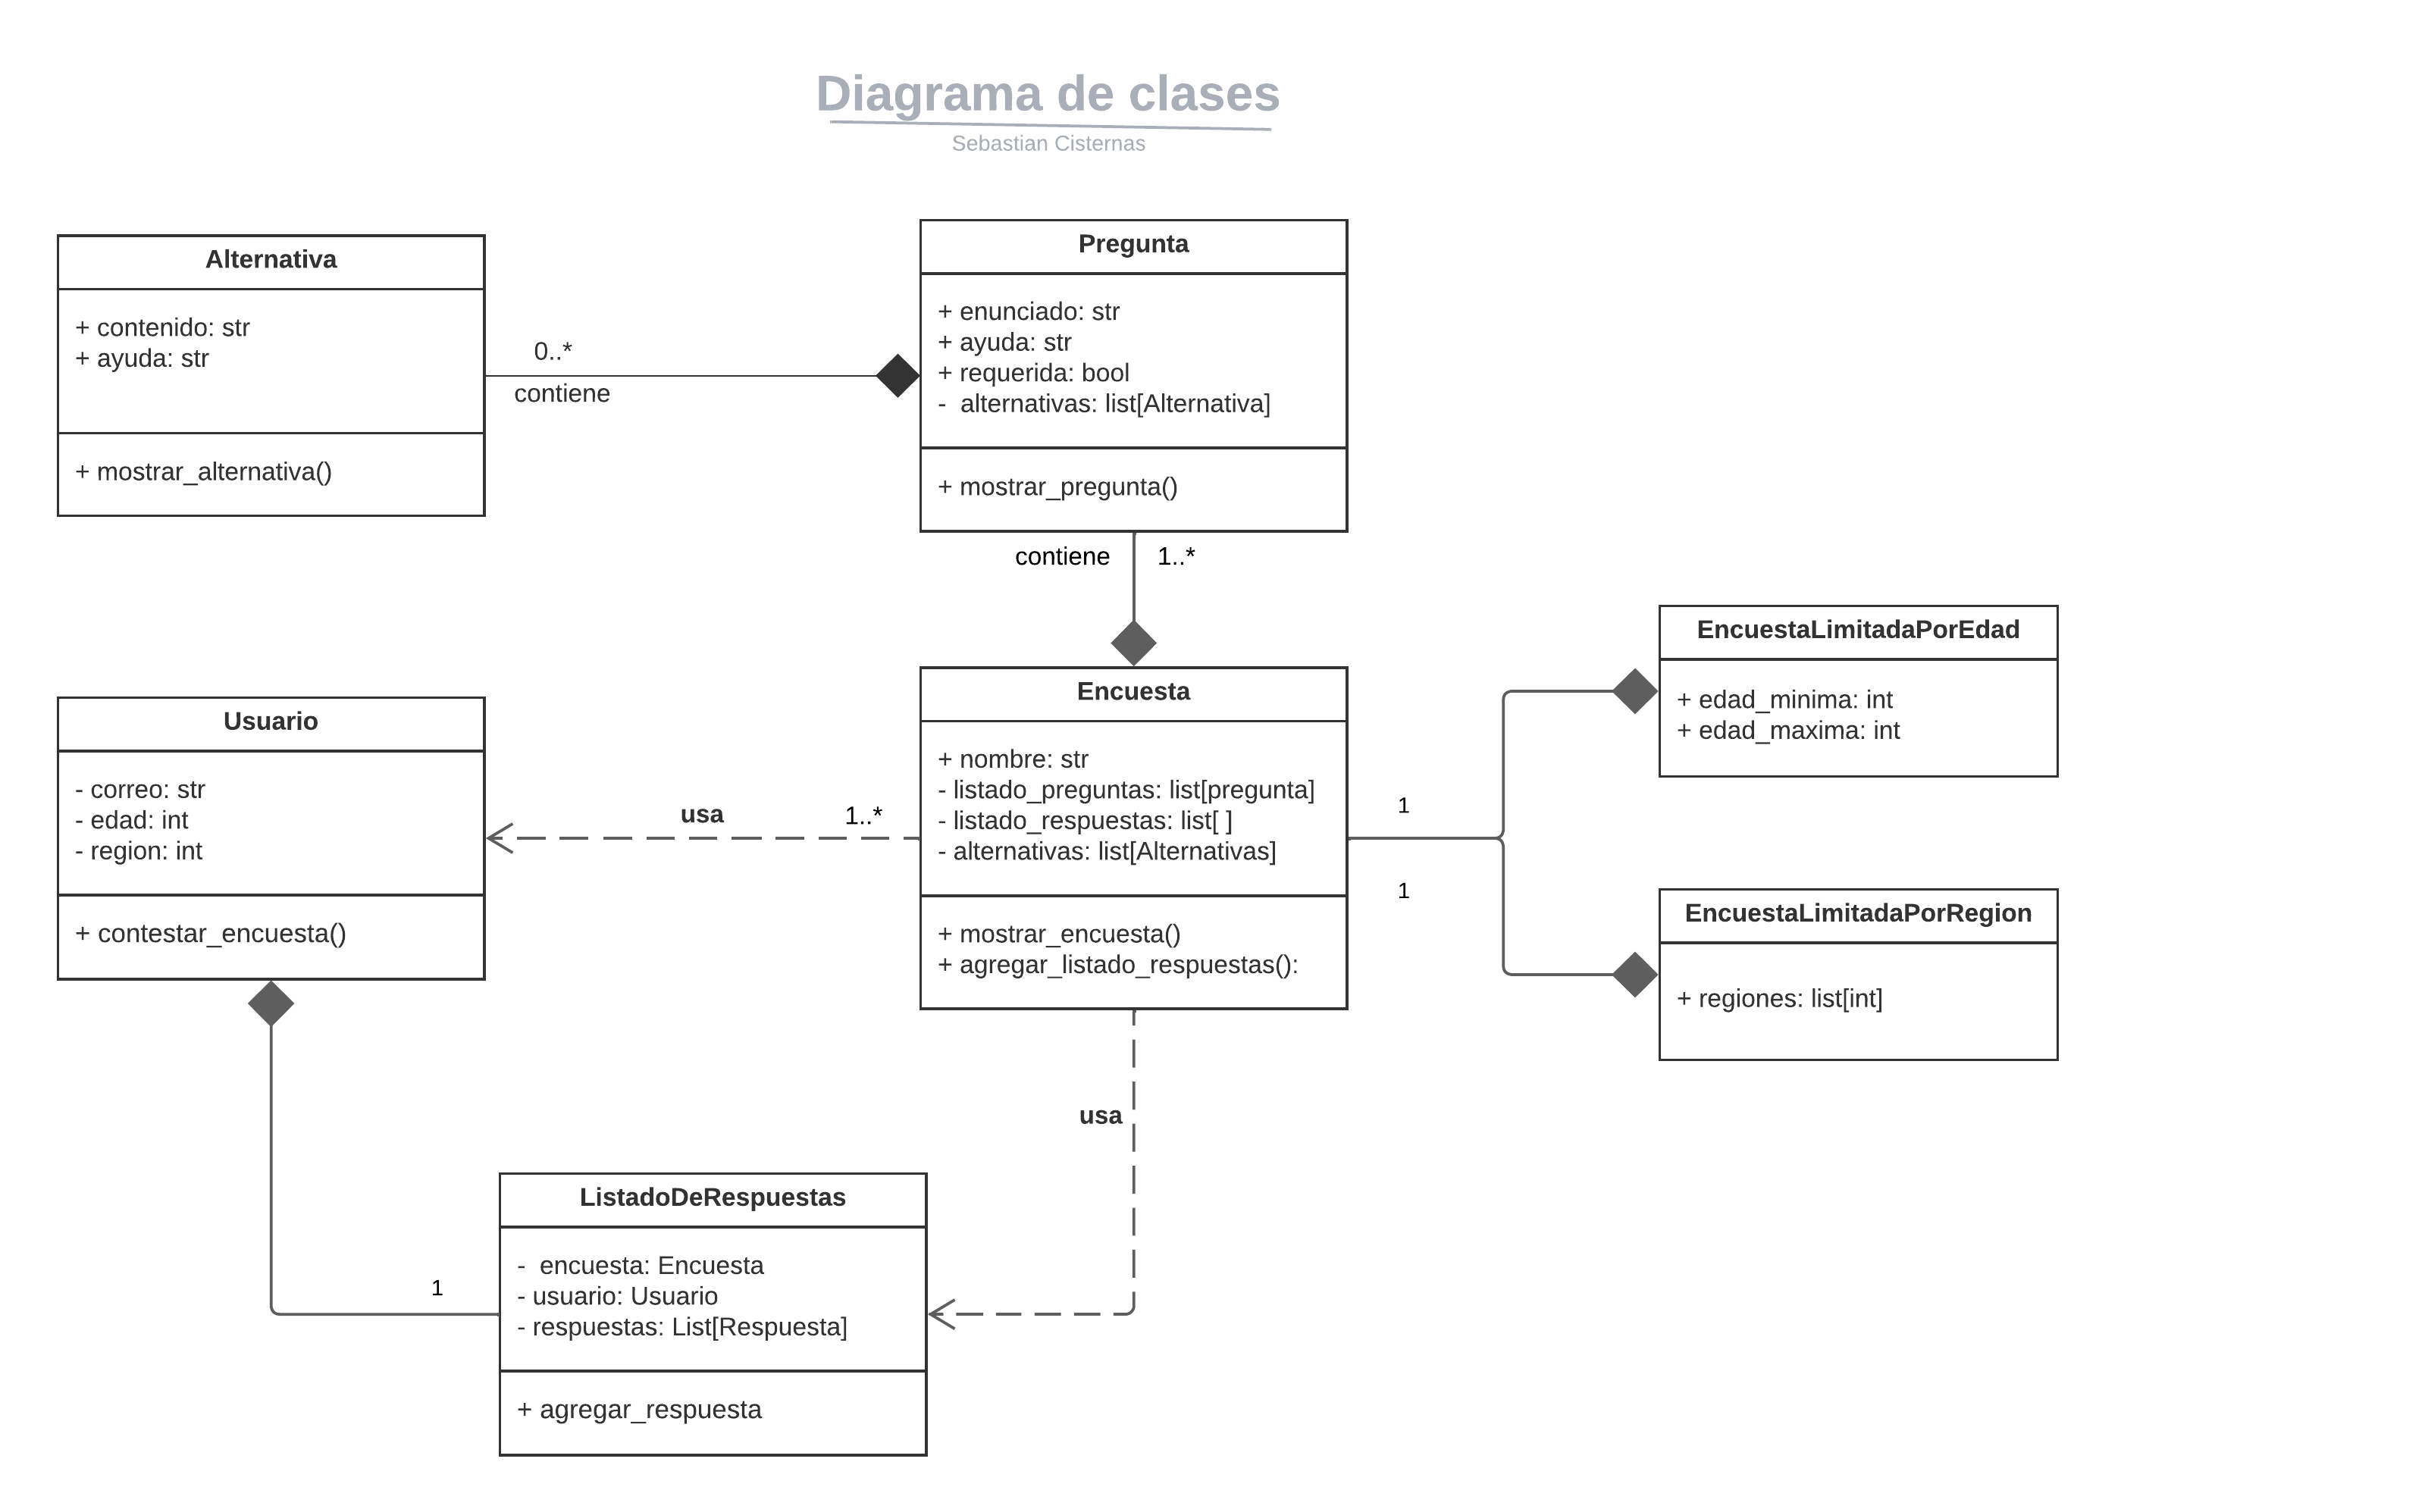 Diagrama de clases
Sebastian Cisternas
Alternativa
+ contenido: str
+ ayuda: str
+ mostrar_alternativa()
0..*
contiene
Pregunta
+ enunciado: str
+ ayuda: str
+ requerida: bool
-  alternativas: list[Alternativa]
+ mostrar_pregunta()
contiene
1..*
Usuario
- correo: str
- edad: int
- region: int
+ contestar_encuesta()
usa
1..*
Encuesta
+ nombre: str
- listado_preguntas: list[pregunta]
- listado_respuestas: list[ ]
- alternativas: list[Alternativas]
+ mostrar_encuesta()
+ agregar_listado_respuestas():
1
1
EncuestaLimitadaPorEdad
+ edad_minima: int
+ edad_maxima: int
EncuestaLimitadaPorRegion
+ regiones: list[int]
usa
1
ListadoDeRespuestas
-  encuesta: Encuesta
- usuario: Usuario
- respuestas: List[Respuesta]
+ agregar_respuesta